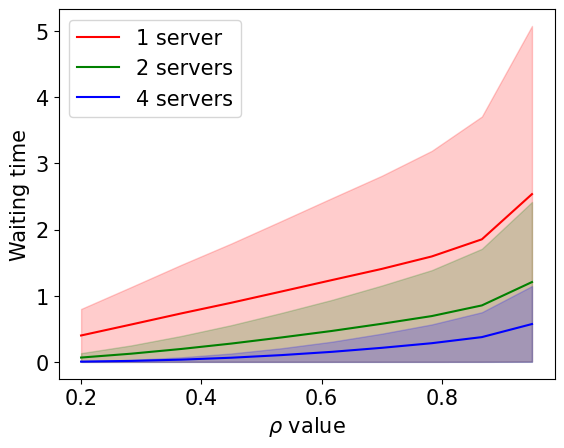 1 server
2 servers
4 servers
Waiting time
5
4
3
2
1
0
0.2 0.4 0.6 0.8
ρ value